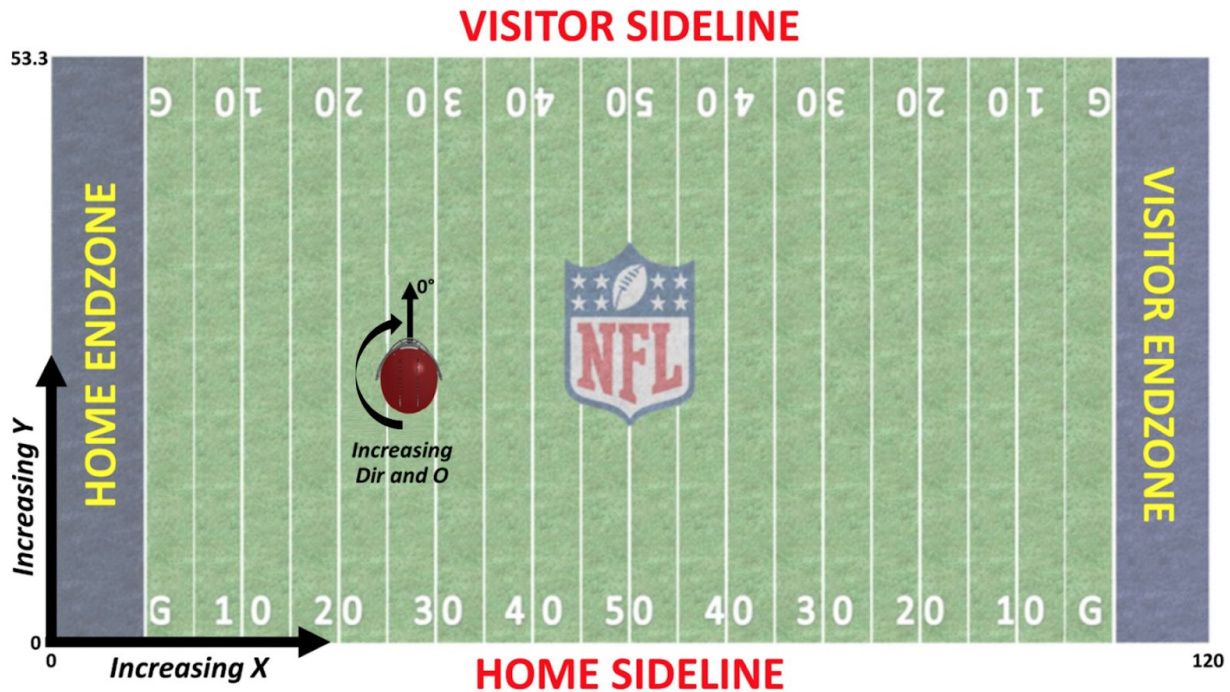 VISITOR SIDELINE
53.3
G 10 20 30 40 50 40 30 20 10 G
HOME ENDZONE
VISITOR ENDZONE
0°
NFL
Increasing
Dir and O
Increasing Y
G 10 20 30 40 50 40 30 20 10 G
0
0
Increasing X
HOME SIDELINE
120